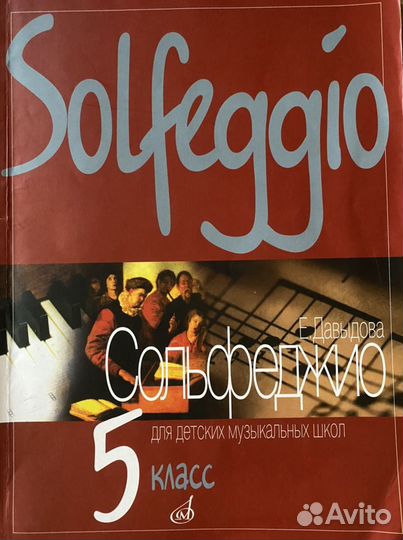 Solfeggio
Е.Давыдова
Сольфеджио
для детских музыкальных школ
5
класс
Avito